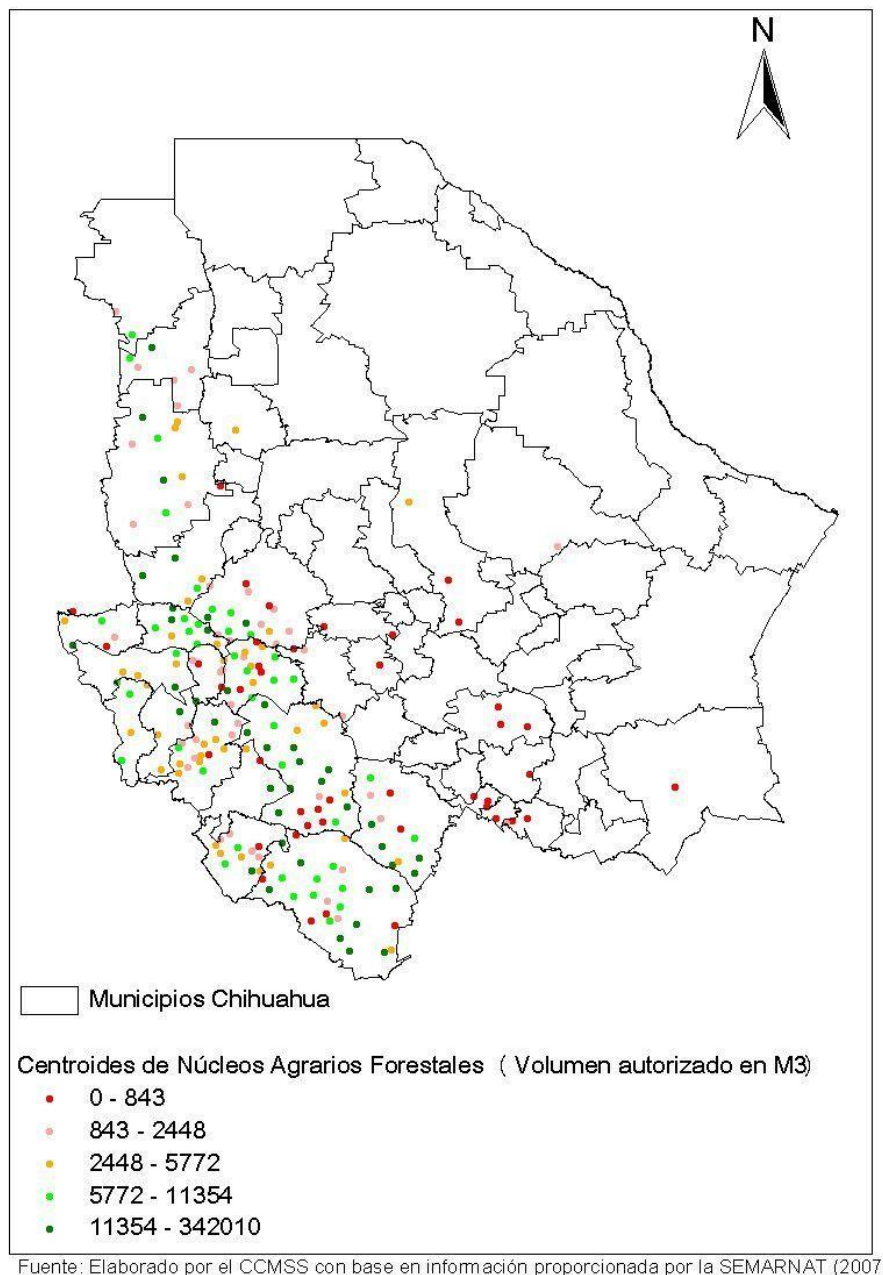 N
Municipios Chihuahua
Centroides de Núcleos Agrarios Forestales ( Volumen autorizado en M3)
0 - 843
843 - 2448
2448 - 5772
5772 - 11354
11354 - 342010
Fuente: Elaborado por el CCMSS con base en información proporcionada por la SEMARNAT (2007